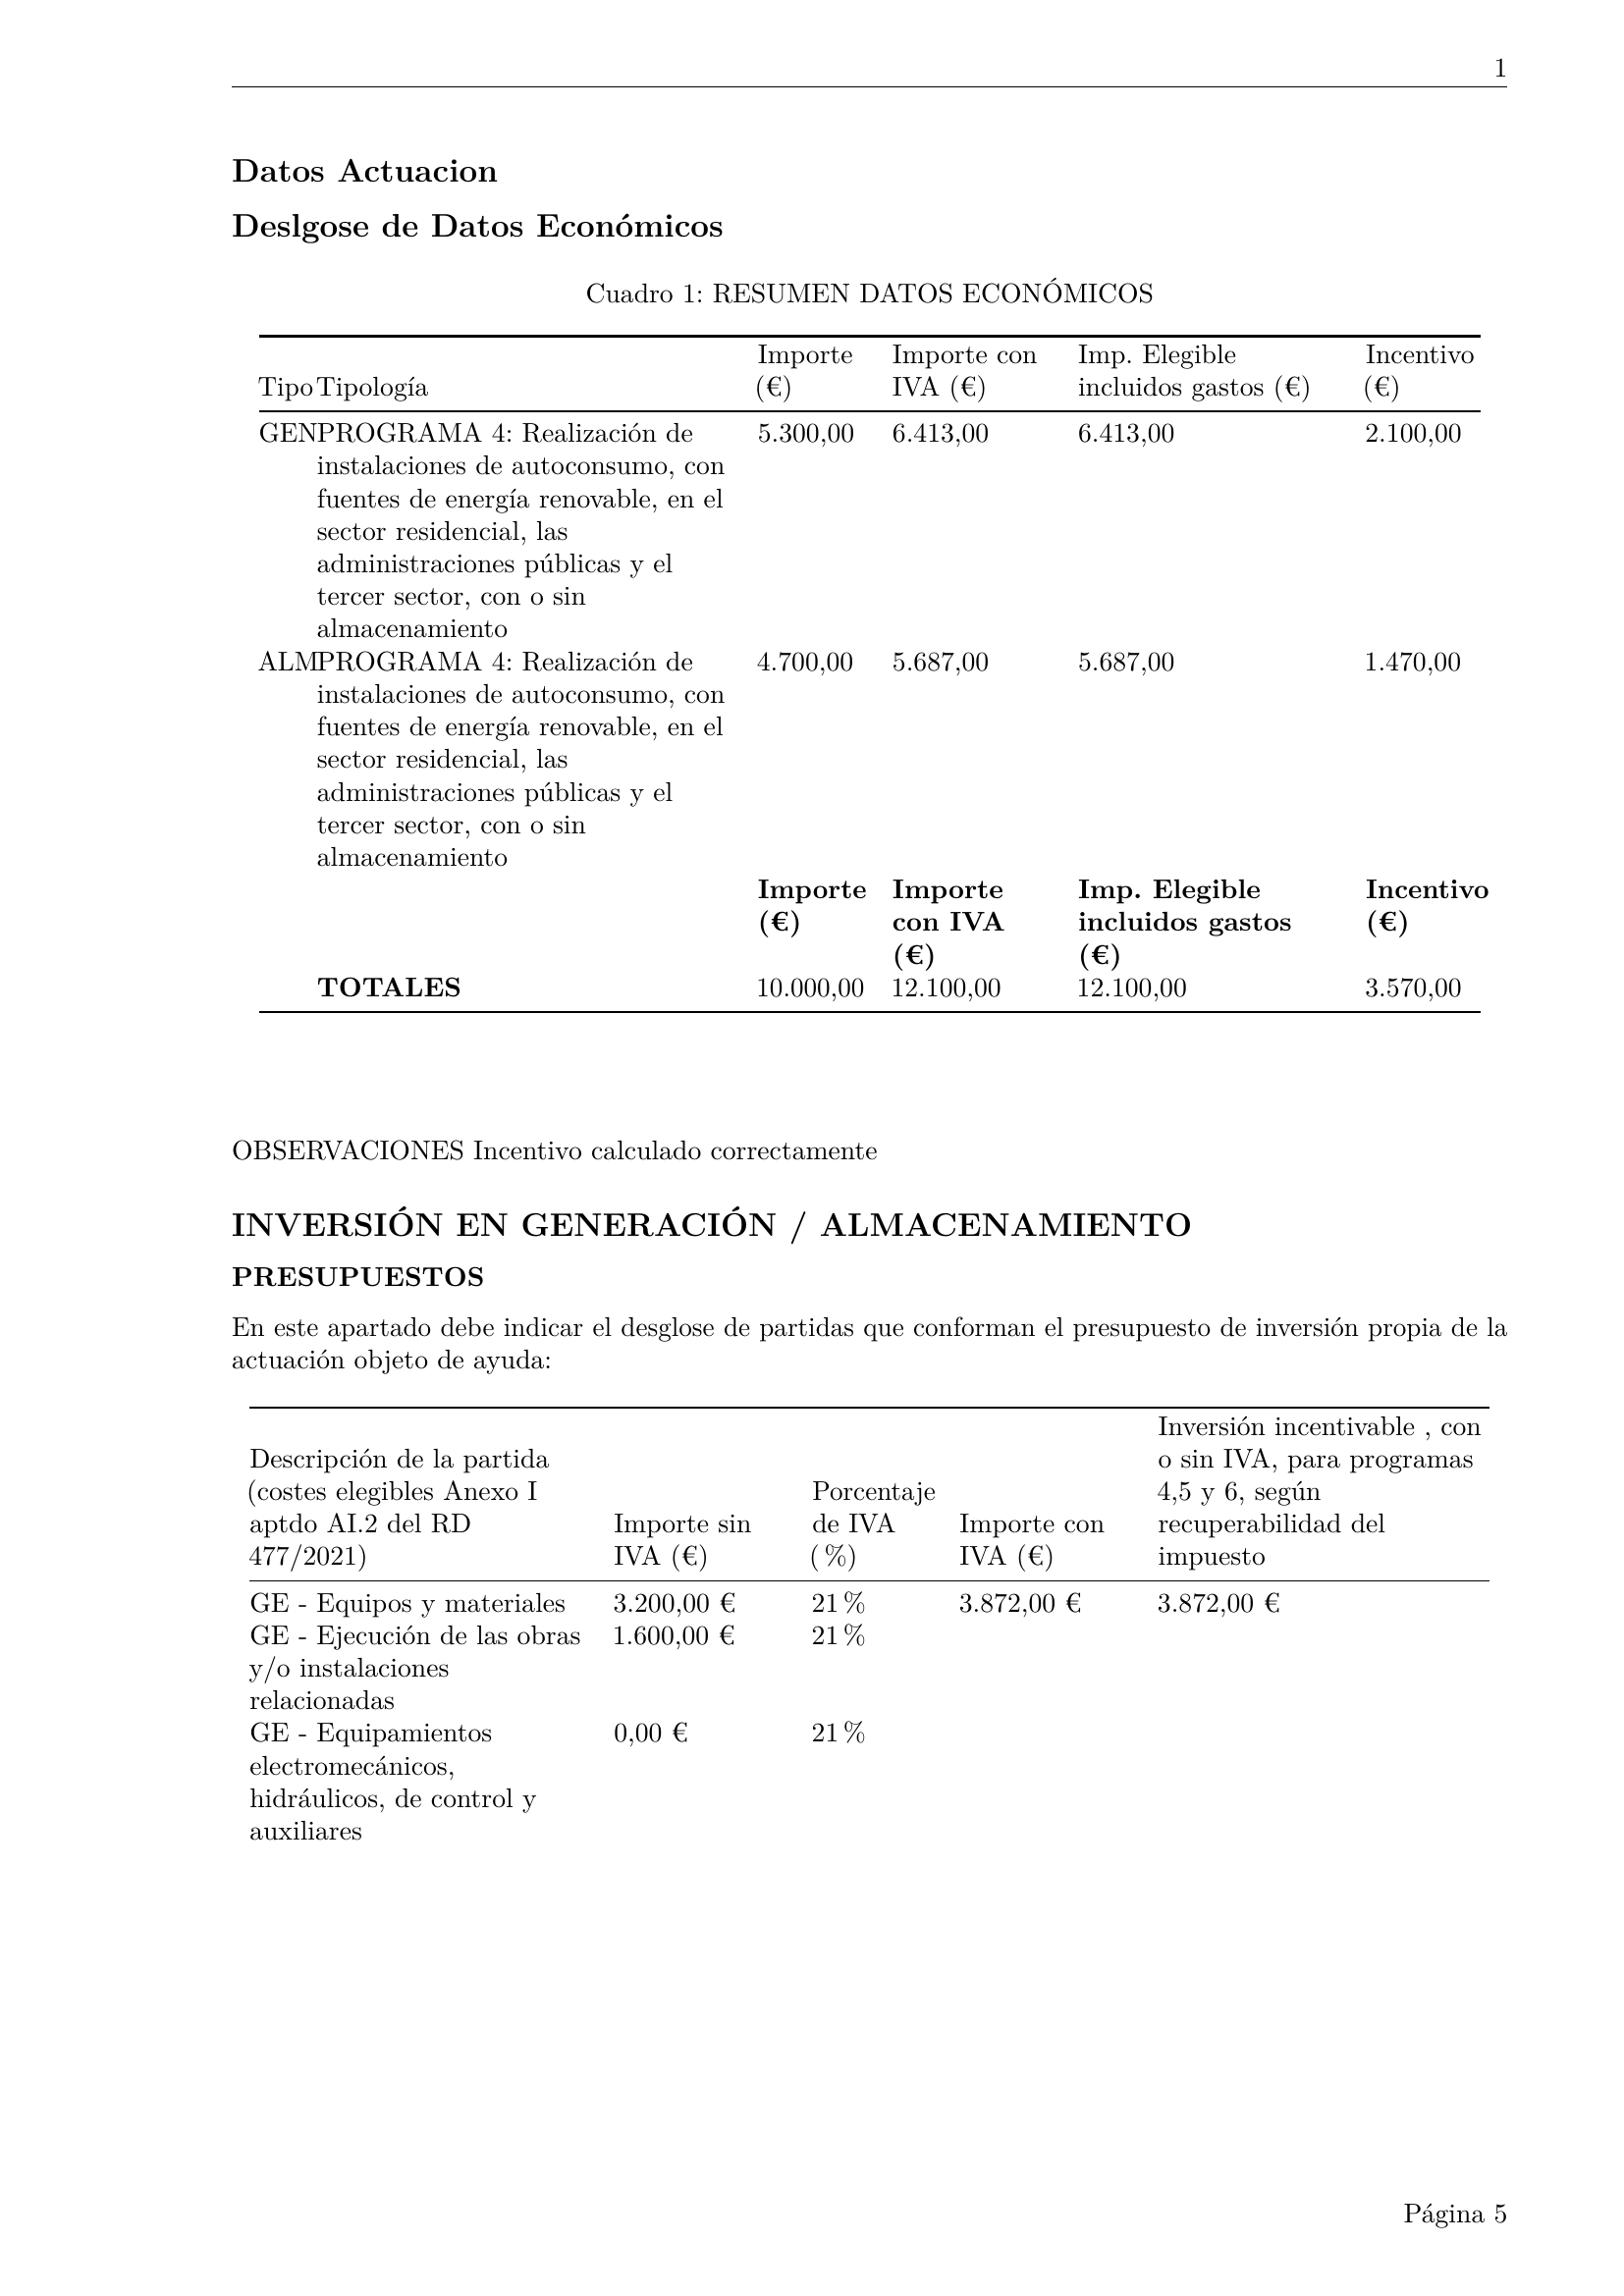 1
Datos Actuacion
Deslgose de Datos Económicos
Cuadro 1: RESUMEN DATOS ECONÓMICOS
Importe Importe con Imp. Elegible Incentivo
Tipo Tipología (€) IVA (€) incluidos gastos (€) (€)
GEN PROGRAMA 4: Realización de 5.300,00 6.413,00 6.413,00 2.100,00
instalaciones de autoconsumo, con
fuentes de energía renovable, en el
sector residencial, las
administraciones públicas y el
tercer sector, con o sin
almacenamiento
ALM PROGRAMA 4: Realización de 4.700,00 5.687,00 5.687,00 1.470,00
instalaciones de autoconsumo, con
fuentes de energía renovable, en el
sector residencial, las
administraciones públicas y el
tercer sector, con o sin
almacenamiento
Importe Importe Imp. Elegible Incentivo
(€) con IVA incluidos gastos (€)
(€) (€)
TOTALES 10.000,00 12.100,00 12.100,00 3.570,00
OBSERVACIONES Incentivo calculado correctamente
INVERSIÓN EN GENERACIÓN / ALMACENAMIENTO
PRESUPUESTOS
En este apartado debe indicar el desglose de partidas que conforman el presupuesto de inversión propia de la
actuación objeto de ayuda:
Inversión incentivable , con
Descripción de la partida o sin IVA, para programas
(costes elegibles Anexo I Porcentaje 4,5 y 6, según
aptdo AI.2 del RD Importe sin de IVA Importe con recuperabilidad del
477/2021) IVA (€) (%) IVA (€) impuesto
GE - Equipos y materiales 3.200,00 € 21 % 3.872,00 € 3.872,00 €
GE - Ejecución de las obras 1.600,00 € 21 %
y/o instalaciones
relacionadas
GE - Equipamientos 0,00 € 21 %
electromecánicos,
hidráulicos, de control y
auxiliares
Página 5